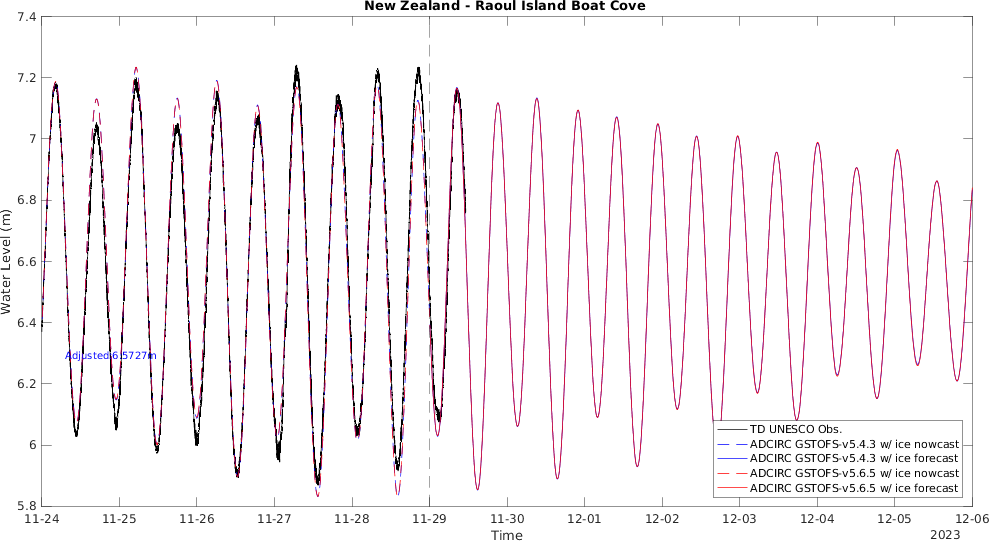 New Zealand - Raoul Island Boat Cove
7.4
7.2
7
6.8
6.6
6.4
6.2
6
5.8
Water Level (m)
Adjusted:6.5727m
TD UNESCO Obs.
ADCIRC GSTOFS-v5.4.3 w/ ice nowcast
ADCIRC GSTOFS-v5.4.3 w/ ice forecast
ADCIRC GSTOFS-v5.6.5 w/ ice nowcast
ADCIRC GSTOFS-v5.6.5 w/ ice forecast
11-24 11-25 11-26 11-27 11-28 11-29 11-30 12-01 12-02 12-03 12-04 12-05 12-06
Time
2023